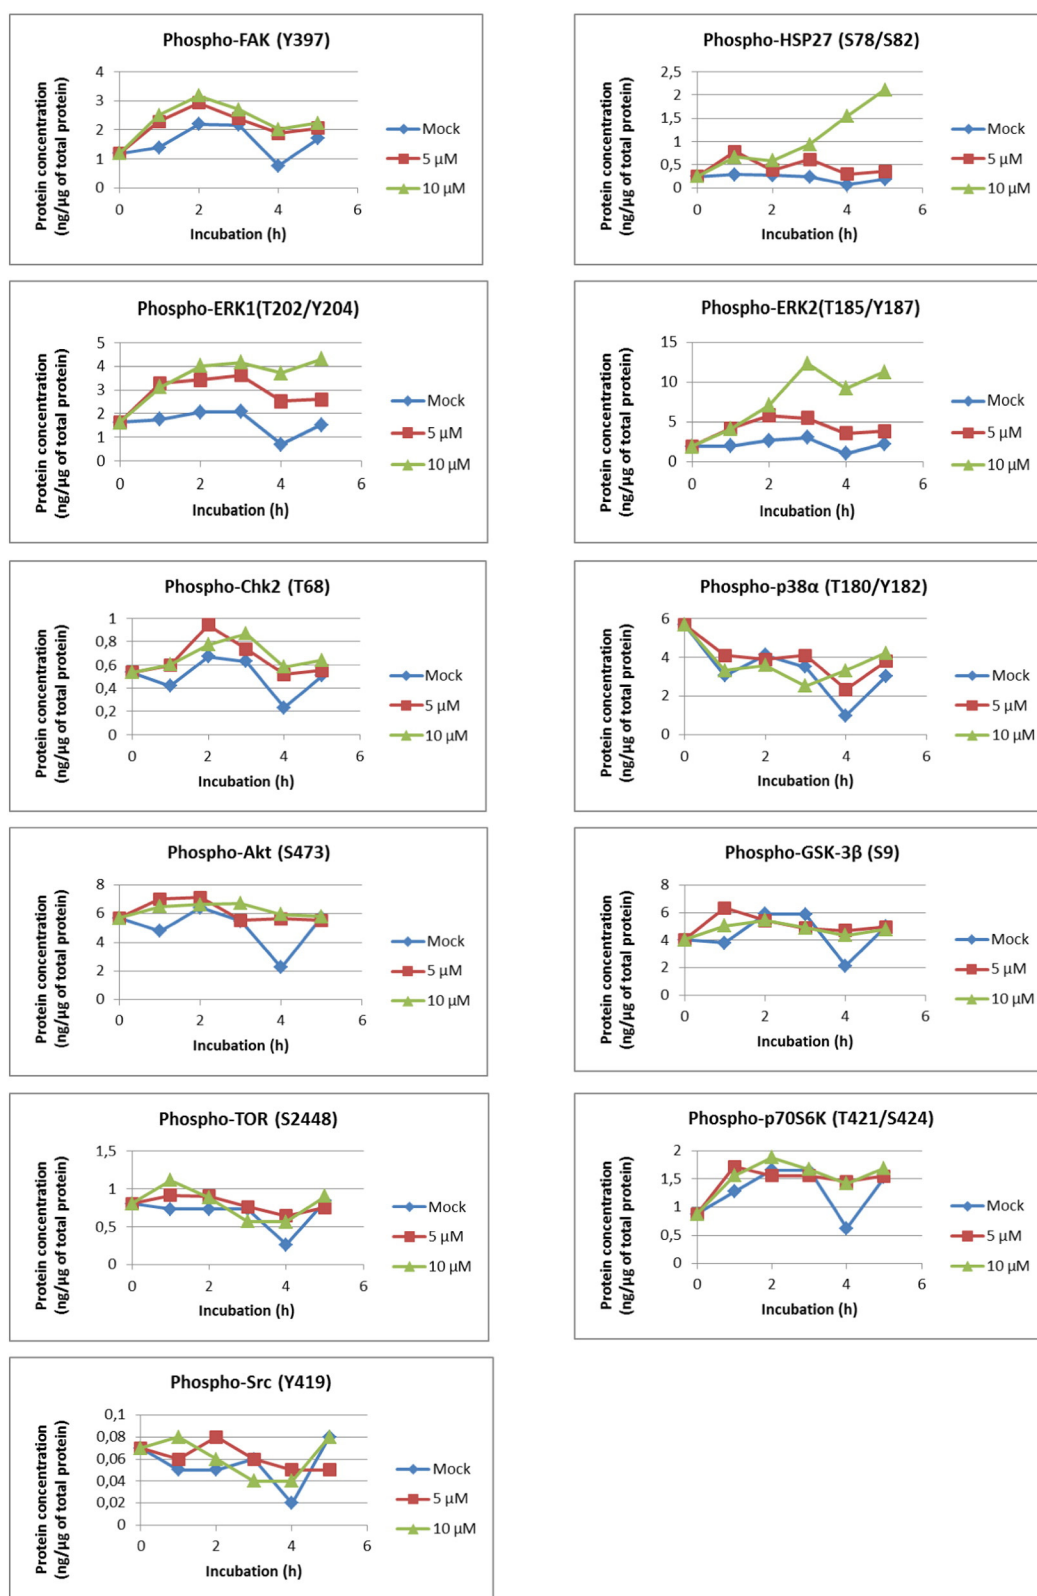 Phospho-FAK (Y397)
Protein concentration
(ng/µg of total protein)
4
3
2
1
0
0 2 4 6
Incubation (h)
Mock
5 µM
10 µM
Phospho-HSP27 (S78/S82)
Protein concentration
(ng/µg of total protein)
2,5
2
1,5
1
0,5
0
0 2 4 6
Incubation (h)
Mock
5 µM
10 µM
Phospho-ERK1(T202/Y204)
Protein concentration
(ng/µg of total protein)
5
4
3
2
1
0
0 2 4 6
Incubation (h)
Mock
5 µM
10 µM
Phospho-ERK2(T185/Y187)
Protein concentration
(ng/µg of total protein)
15
10
5
0
0 2 4 6
Incubation (h)
Mock
5 µM
10 µM
Phospho-Chk2 (T68)
Protein concentration
(ng/µg of total protein)
1
0,8
0,6
0,4
0,2
0
0 2 4 6
Incubation (h)
Mock
5 µM
10 µM
Phospho-p38α (T180/Y182)
Protein concentration
(ng/µg of total protein)
6
4
2
0
0 2 4 6
Incubation (h)
Mock
5 µM
10 µM
Phospho-Akt (S473)
Protein concentration
(ng/µg of total protein)
8
6
4
2
0
0 2 4 6
Incubation (h)
Mock
5 µM
10 µM
Phospho-GSK-3β (S9)
Protein concentration
(ng/µg of total protein)
8
6
4
2
0
0 2 4 6
Incubation (h)
Mock
5 µM
10 µM
Phospho-TOR (S2448)
Protein concentration
(ng/µg of total protein)
1,5
1
0,5
0
0 2 4 6
Incubation (h)
Mock
5 µM
10 µM
Phospho-p70S6K (T421/S424)
Protein concentration
(ng/µg of total protein)
2
1,5
1
0,5
0
0 2 4 6
Incubation (h)
Mock
5 µM
10 µM
Phospho-Src (Y419)
Protein concentration
(ng/µg of total protein)
0,1
0,08
0,06
0,04
0,02
0
0 2 4 6
Incubation (h)
Mock
5 µM
10 µM